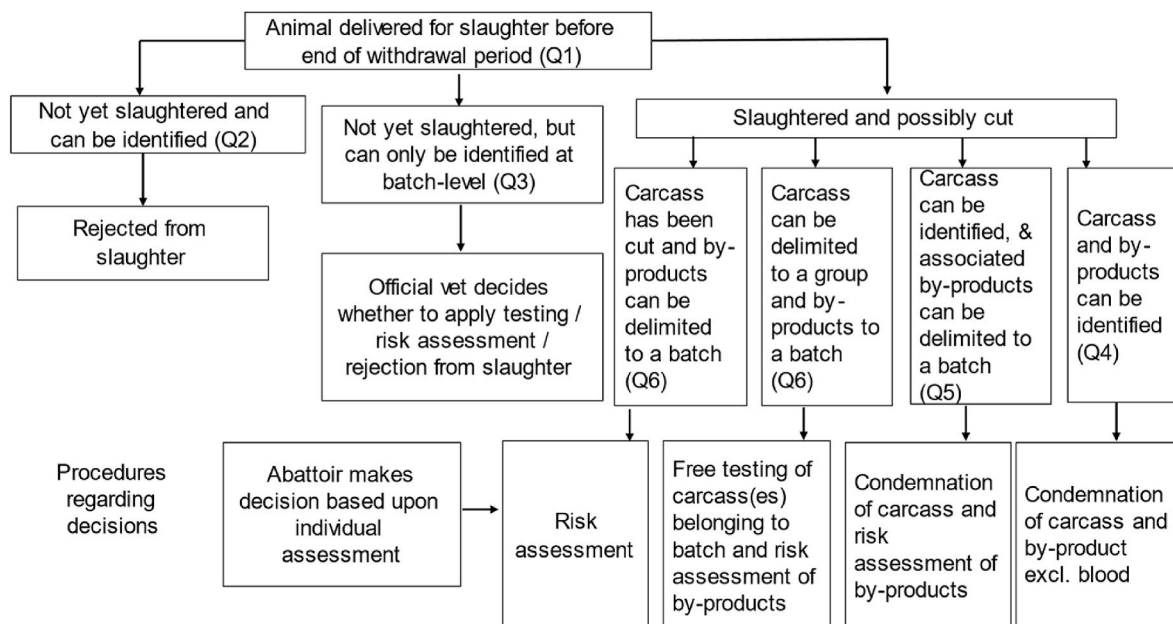 Animal delivered for slaughter before
end of withdrawal period (Q1)
Not yet slaughtered and
can be identified (Q2)
Rejected from
slaughter
Not yet slaughtered, but
can only be identified at
batch-level (Q3)
Official vet decides
whether to apply testing /
risk assessment /
rejection from slaughter
Slaughtered and possibly cut
Carcass
has been
cut and by-
products
can be
delimited
to a batch
(Q6)
Carcass
can be
delimited
to a group
and by-
products to
a batch
(Q6)
Carcass
can be
identified, &
associated
by-products
can be
delimited to
a batch
(Q5)
Carcass
and by-
products
can be
identified
(Q4)
Procedures
regarding
decisions
Abattoir makes
decision based upon
individual
assessment
Risk
assessment
Free testing of
carcass(es)
belonging to
batch and risk
assessment of
by-products
Condemnation
of carcass and
risk
assessment of
by-products
Condemnation
of carcass and
by-product
excl. blood